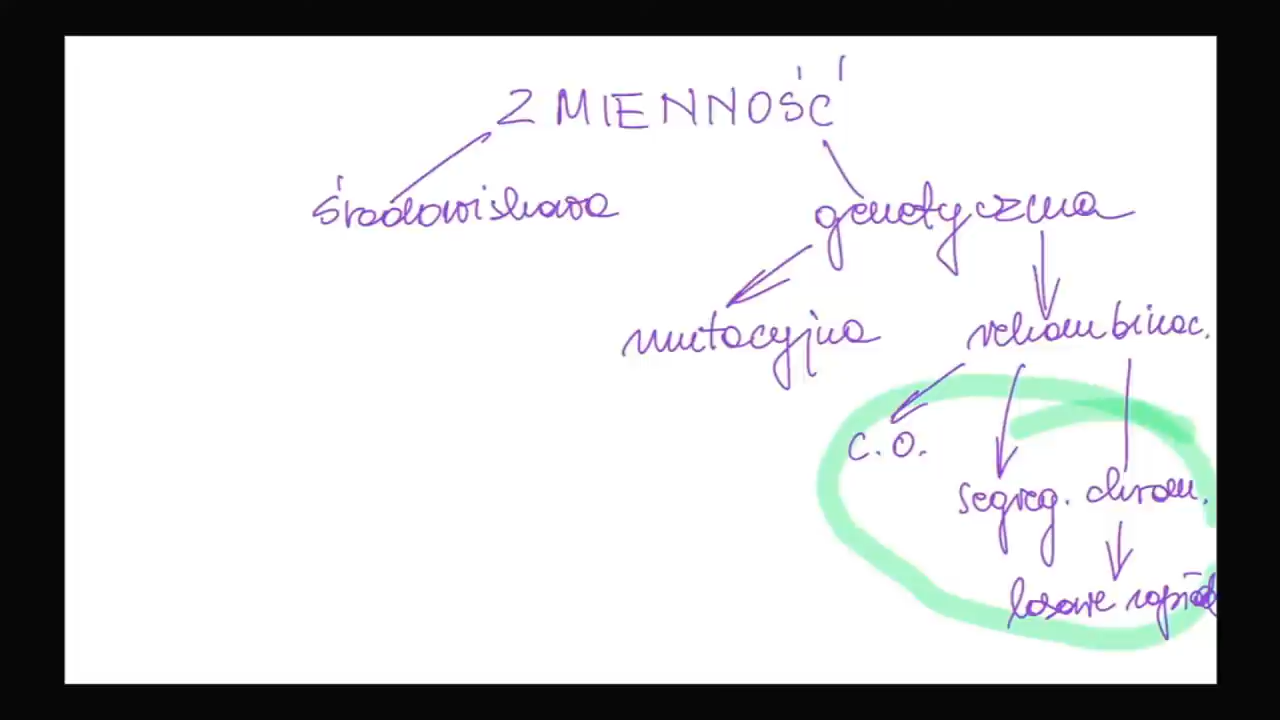 ZMIENNOŚĆ
środowiskowa genetyczna
mutacyjna rekombinac.
C.O.
segreg. chrom.
losowe